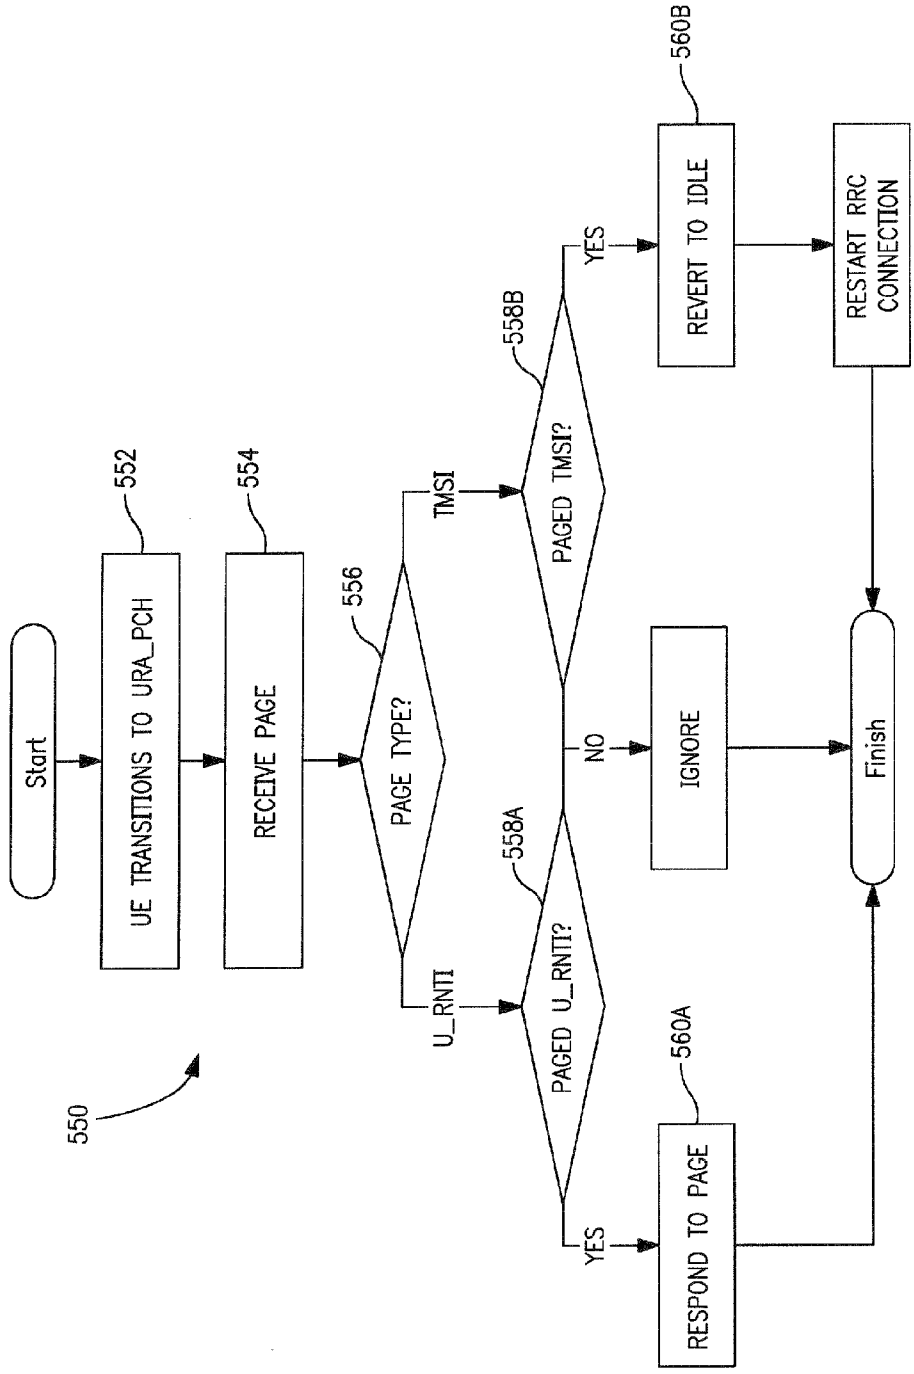 550
Start
UE TRANSITIONS TO URA_PCH
552
RECEIVE PAGE
554
PAGE TYPE?
556
U_RNTI
TMSI
PAGED U_RNTI?
558A
PAGED TMSI?
558B
YES
NO
YES
RESPOND TO PAGE
560A
IGNORE
REVERT TO IDLE
560B
RESTART RRC
CONNECTION
Finish